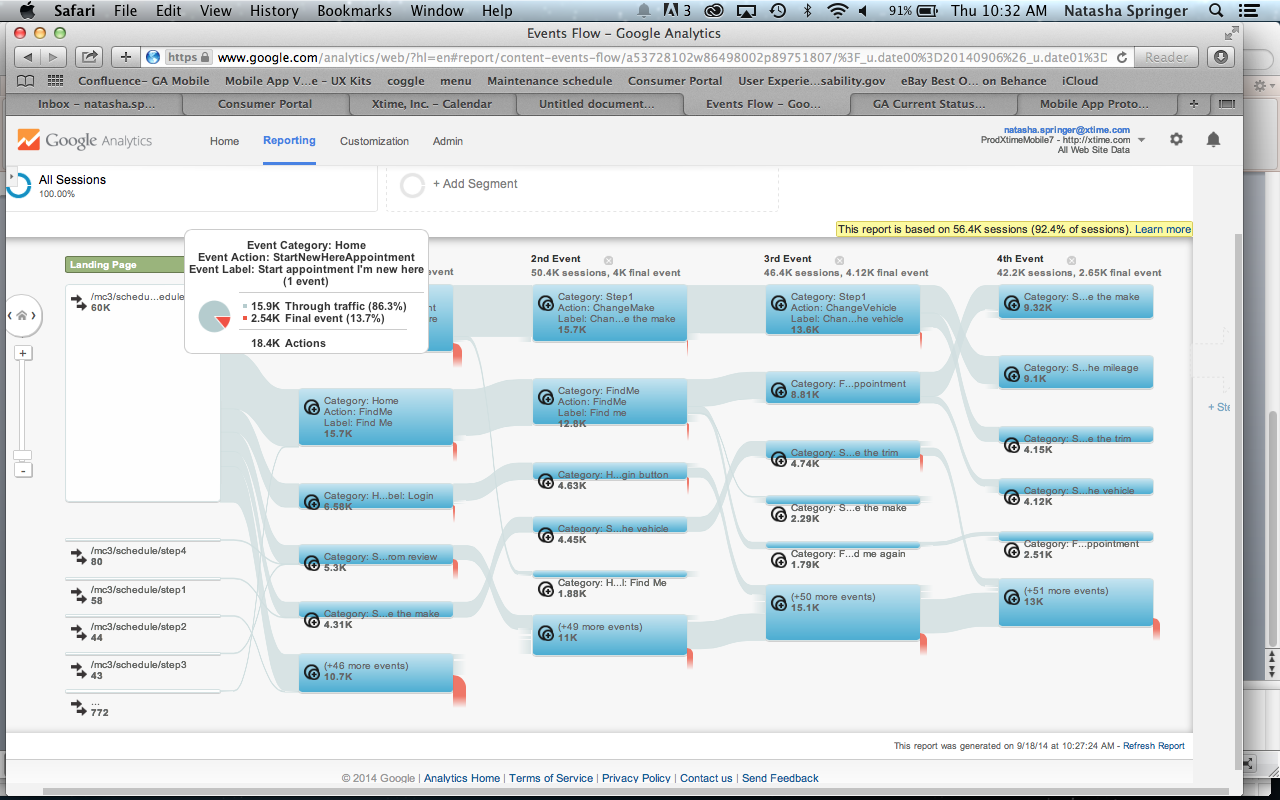 Safari File Edit View History Bookmarks Window Help 3 91% Thu 10:32 AM Natasha Springer
Events Flow – Google Analytics
https www.google.com/analytics/web/?hl=en#report/content-events-flow/a53728102w86498002p89751807/%3F_u.date00%3D20140906%26_u.date01%3D Reader
Confluence- GA Mobile Mobile App V...e - UX Kits coggle menu Maintenance schedule Consumer Portal User Experie...sability.gov eBay Best O... on Behance iCloud
Inbox – natasha.sp... Consumer Portal Xtime, Inc. – Calendar Untitled document... Events Flow – Goo... GA Current Status... Mobile App Proto...
Google Analytics Home Reporting Customization Admin
natasha.springer@xtime.com
ProdXtimeMobile7 - http://xtime.com
All Web Site Data
All Sessions
100.00%
+ Add Segment
This report is based on 56.4K sessions (92.4% of sessions). Learn more
Event Category: Home
Event Action: StartNewHereAppointment
Event Label: Start appointment I'm new here
(1 event)
15.9K Through traffic (86.3%)
2.54K Final event (13.7%)
18.4K Actions
Landing Page
/mc3/schedu...edule
60K
/mc3/schedule/step4
80
/mc3/schedule/step1
58
/mc3/schedule/step2
44
/mc3/schedule/step3
43
...
772
Category: Home
Action: FindMe
Label: Find Me
15.7K
Category: H...bel: Login
6.58K
Category: S...rom review
5.3K
Category: S...e the make
4.31K
(+46 more events)
10.7K
2nd Event
50.4K sessions, 4K final event
Category: Step1
Action: ChangeMake
Label: Chan...e the make
15.7K
Category: FindMe
Action: FindMe
Label: Find me
12.8K
Category: H...gin button
4.63K
Category: S...he vehicle
4.45K
Category: H...l: Find Me
1.88K
(+49 more events)
11K
3rd Event
46.4K sessions, 4.12K final event
Category: Step1
Action: ChangeVehicle
Label: Chan...he vehicle
13.6K
Category: F...ppointment
8.81K
Category: S...e the trim
4.74K
Category: S...e the make
2.29K
Category: F...d me again
1.79K
(+50 more events)
15.1K
4th Event
42.2K sessions, 2.65K final event
Category: S...e the make
9.32K
Category: S...he mileage
9.1K
Category: S...e the trim
4.15K
Category: S...he vehicle
4.12K
Category: F...ppointment
2.51K
(+51 more events)
13K
+ Ste
This report was generated on 9/18/14 at 10:27:24 AM - Refresh Report
© 2014 Google | Analytics Home | Terms of Service | Privacy Policy | Contact us | Send Feedback